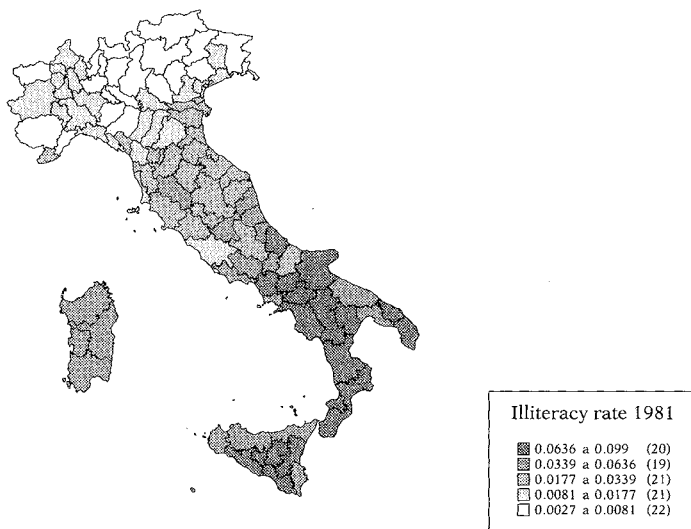 Illiteracy rate 1981
0.0636 a 0.099 (20)
0.0339 a 0.0636 (19)
0.0177 a 0.0339 (21)
0.0081 a 0.0177 (21)
0.0027 a 0.0081 (22)